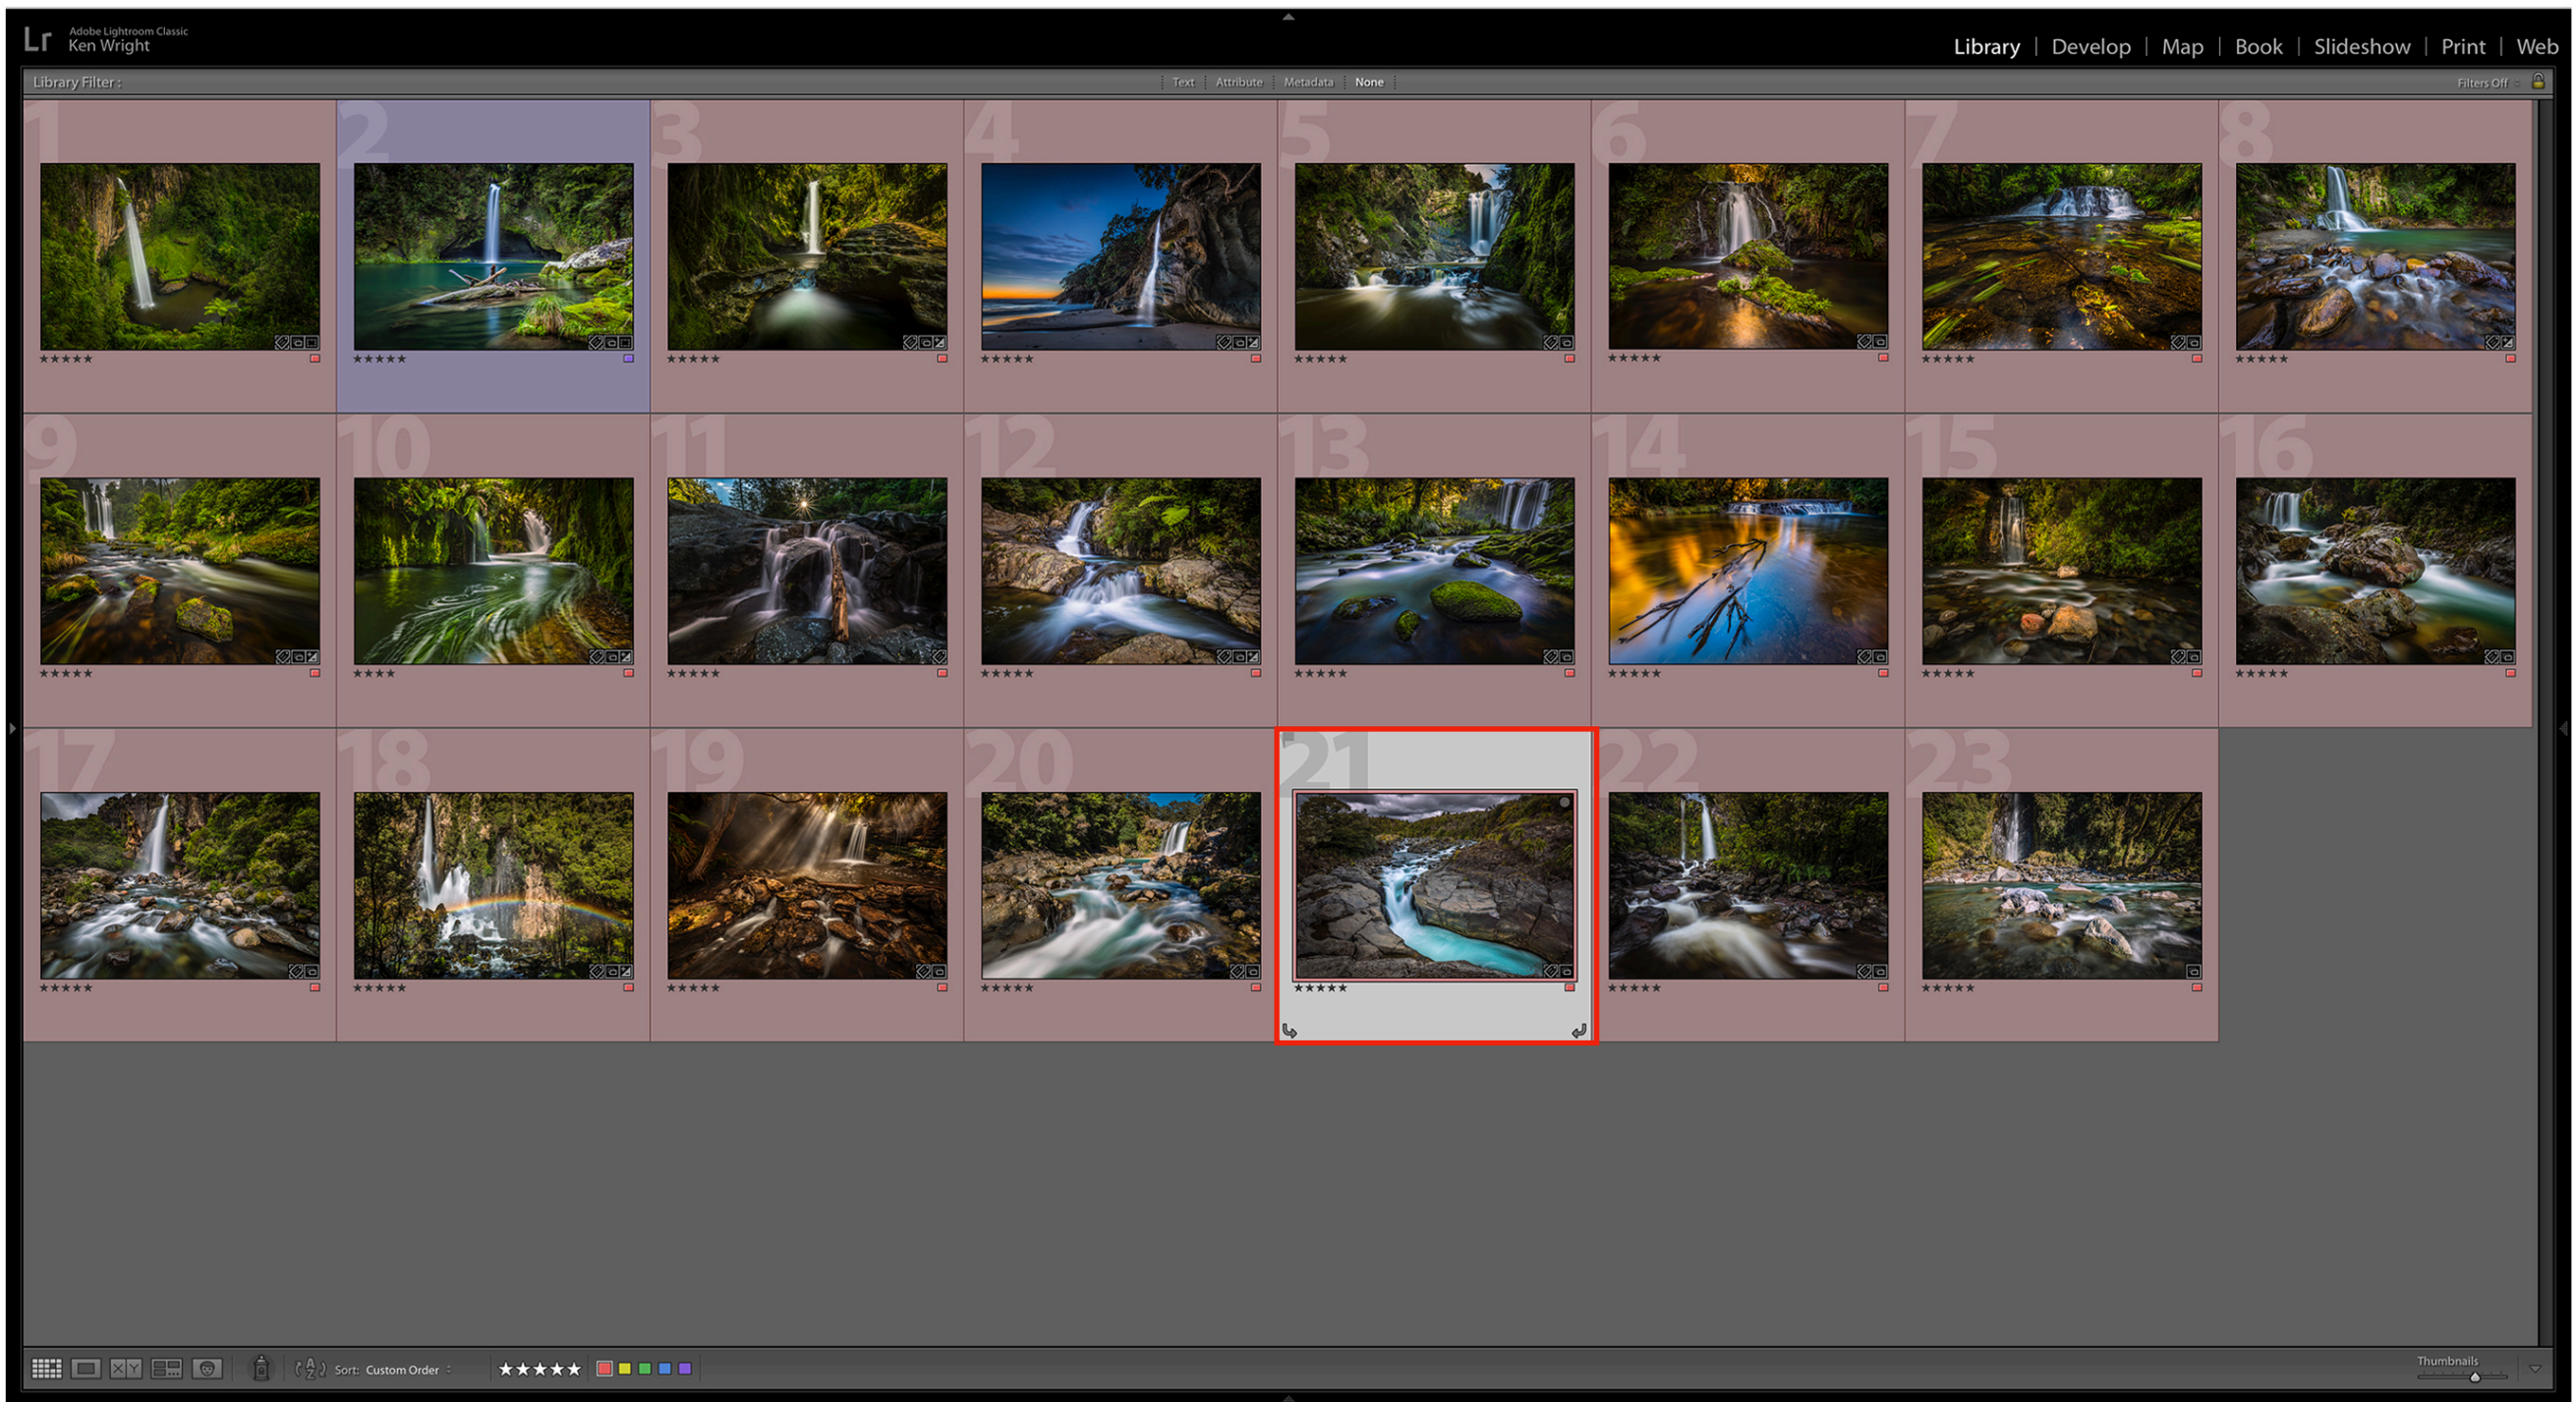 Lr Adobe Lightroom Classic
Ken Wright
Library | Develop | Map | Book | Slideshow | Print | Web
Library Filter : Text Attribute Metadata None Filters Off
1 2 3 4 5 6 7 8
★★★★★ ★★★★★ ★★★★★ ★★★★★ ★★★★★ ★★★★★ ★★★★★ ★★★★★
9 10 11 12 13 14 15 16
★★★★★ ★★★★ ★★★★★ ★★★★★ ★★★★★ ★★★★★ ★★★★★ ★★★★★
17 18 19 20 21 22 23
★★★★★ ★★★★★ ★★★★★ ★★★★★ ★★★★★ ★★★★★ ★★★★★
XY AZ Sort: Custom Order ★★★★★ Thumbnails